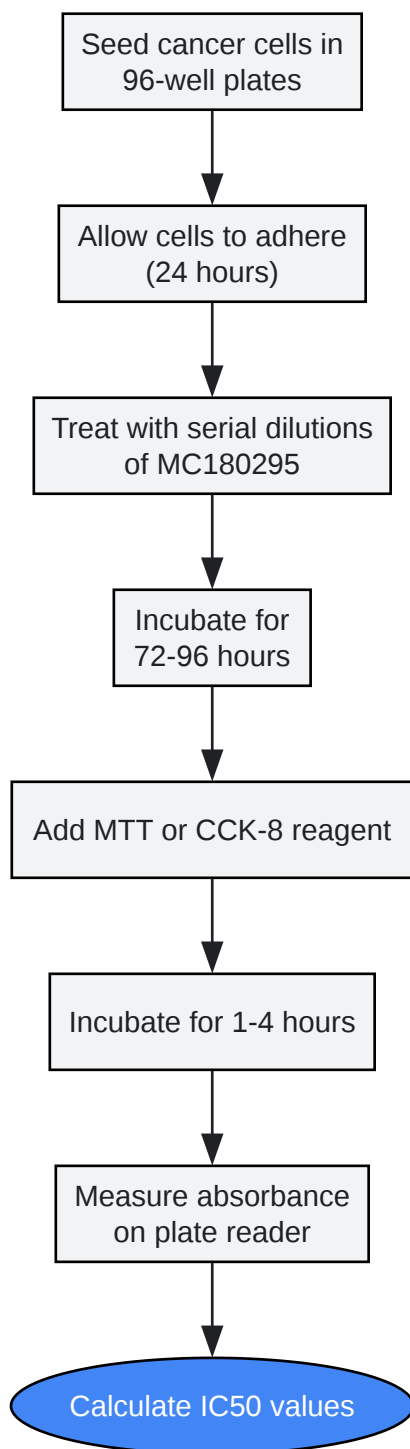 Seed cancer cells in
96-well plates
Allow cells to adhere
(24 hours)
Treat with serial dilutions
of MC180295
Incubate for
72-96 hours
Add MTT or CCK-8 reagent
Incubate for 1-4 hours
Measure absorbance
on plate reader
Calculate IC50 values